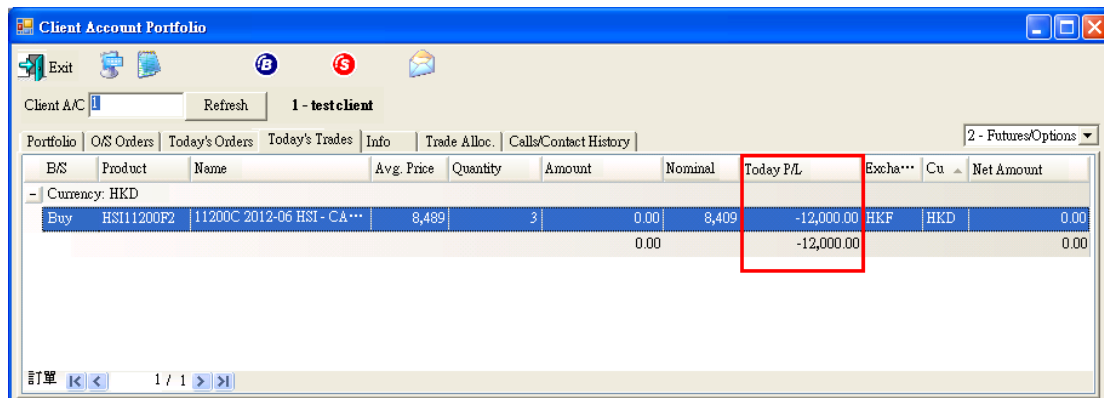 Client Account Portfolio
Exit B S
Client A/C 1 Refresh 1 - test client
Portfolio O/S Orders Today's Orders Today's Trades Info Trade Alloc. Calls/Contact History 2 - Futures/Options
B/S Product Name Avg. Price Quantity Amount Nominal Today P/L Excha··· Cu Net Amount
- Currency: HKD
Buy HSI11200F2 11200C 2012-06 HSI - CA··· 8,489 3 0.00 8,409 -12,000.00 HKF HKD 0.00
0.00 -12,000.00 0.00
訂單 1 / 1